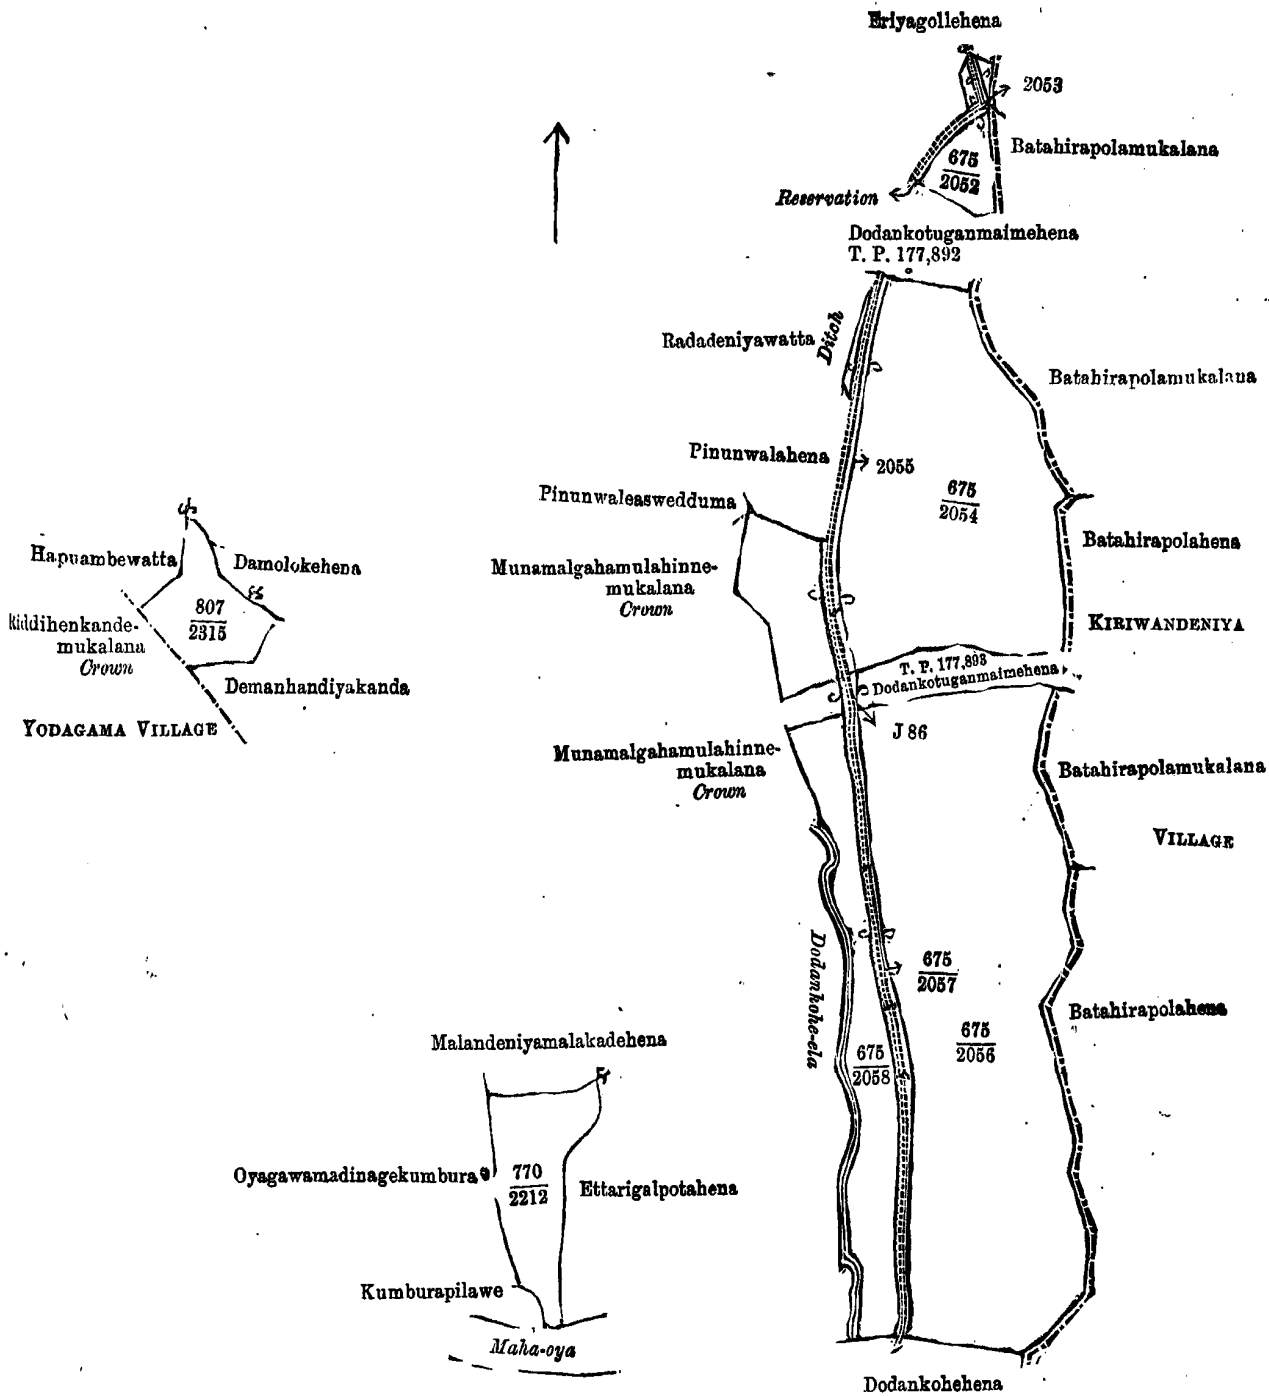 Eriyagollehena
2053
Batahirapolamukalana
675
2052
Reservation
Dodankotuganmaimehena
T. P. 177,892
Radadeniyawatta
Ditch
Batahirapolamukalana
Pinunwalahena
2055
675
2054
Pinunwaleaswedduma
Batahirapolahena
Munamalgahamulahinne-
mukalana
Crown
KIRIWANDENIYA
T. P. 177,893
Dodankotuganmaimehena
J 86
Munamalgahamulahinne-
mukalana
Crown
Batahirapolamukalana
VILLAGE
Dodankohe-ela
675
2057
675
2056
675
2058
Batahirapolahena
Dodankohehena
Hapuambewatta
Damolokehena
807
2315
Riddihenkande-
mukalana
Crown
Demanhandiyakanda
YODAGAMA VILLAGE
Malandeniyamalakadehena
Oyagawamadinagekumbura
770
2212
Ettarigalpotahena
Kumburapilawe
Maha-oya